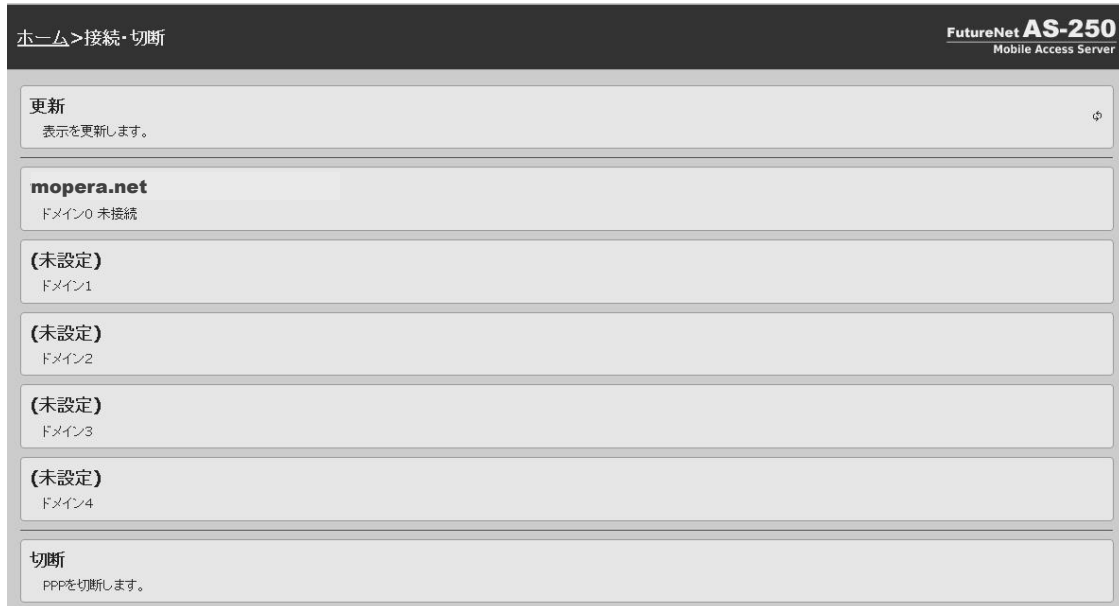 ホーム>接続・切断
FutureNet AS-250
Mobile Access Server
更新
表示を更新します。
mopera.net
ドメイン0 未接続
(未設定)
ドメイン1
(未設定)
ドメイン2
(未設定)
ドメイン3
(未設定)
ドメイン4
切断
PPPを切断します。